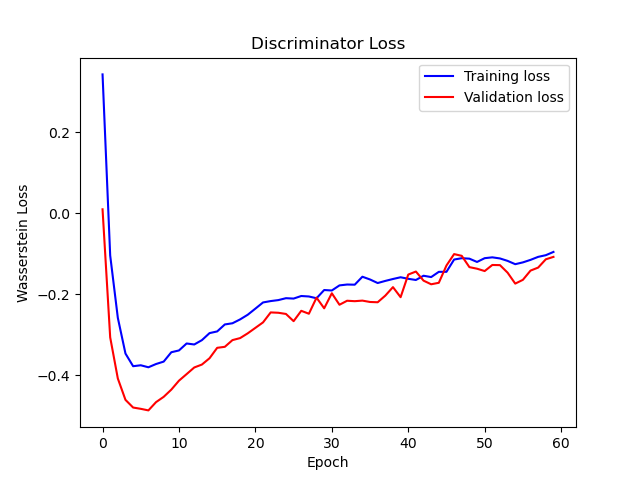 Discriminator Loss
Training loss
Validation loss
Wasserstein Loss
0.2
0.0
−0.2
−0.4
0
10
20
30
40
50
60
Epoch